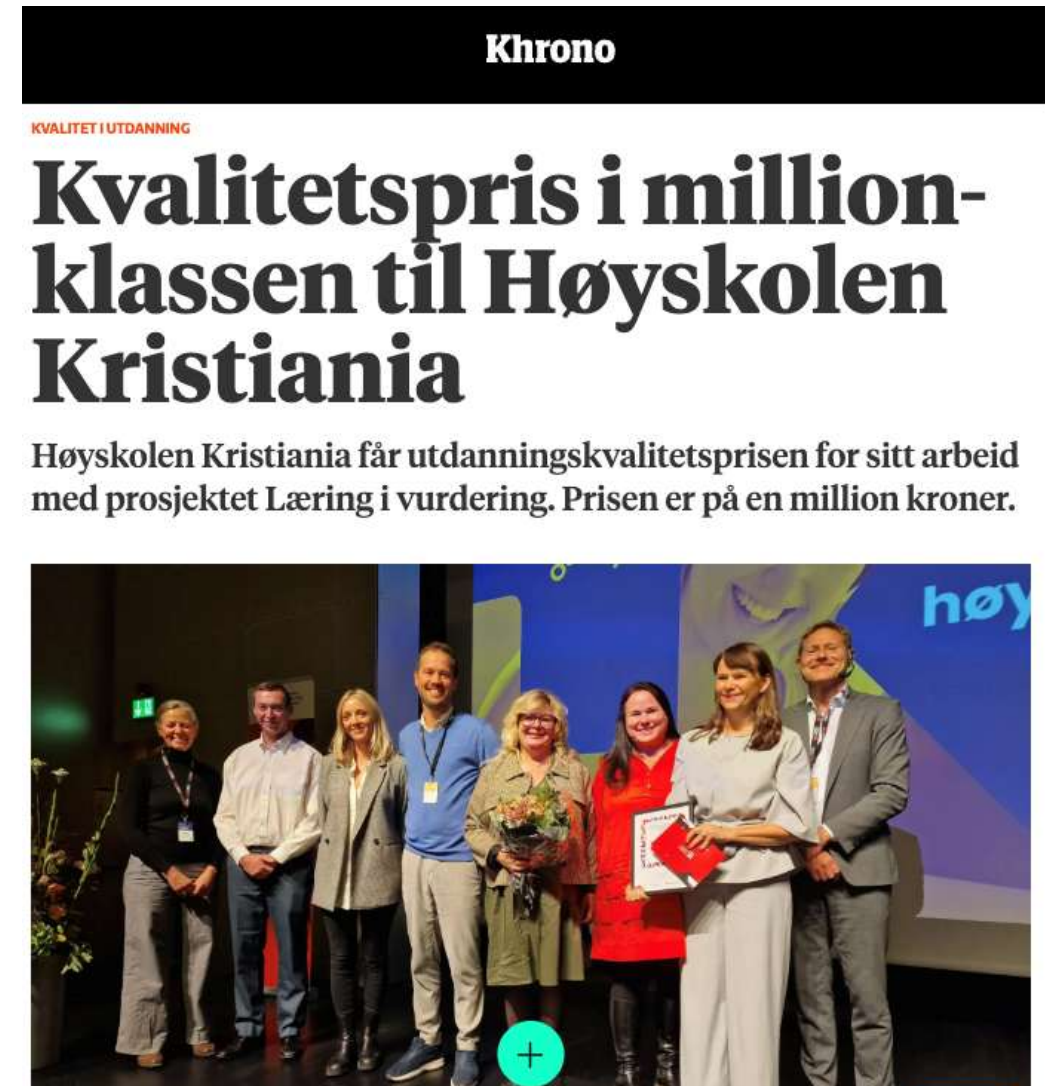 Khrono
KVALITET I UTDANNING
Kvalitetspris i million-
klassen til Høyskolen
Kristiania
Høyskolen Kristiania får utdanningskvalitetsprisen for sitt arbeid
med prosjektet Læring i vurdering. Prisen er på en million kroner.
høy